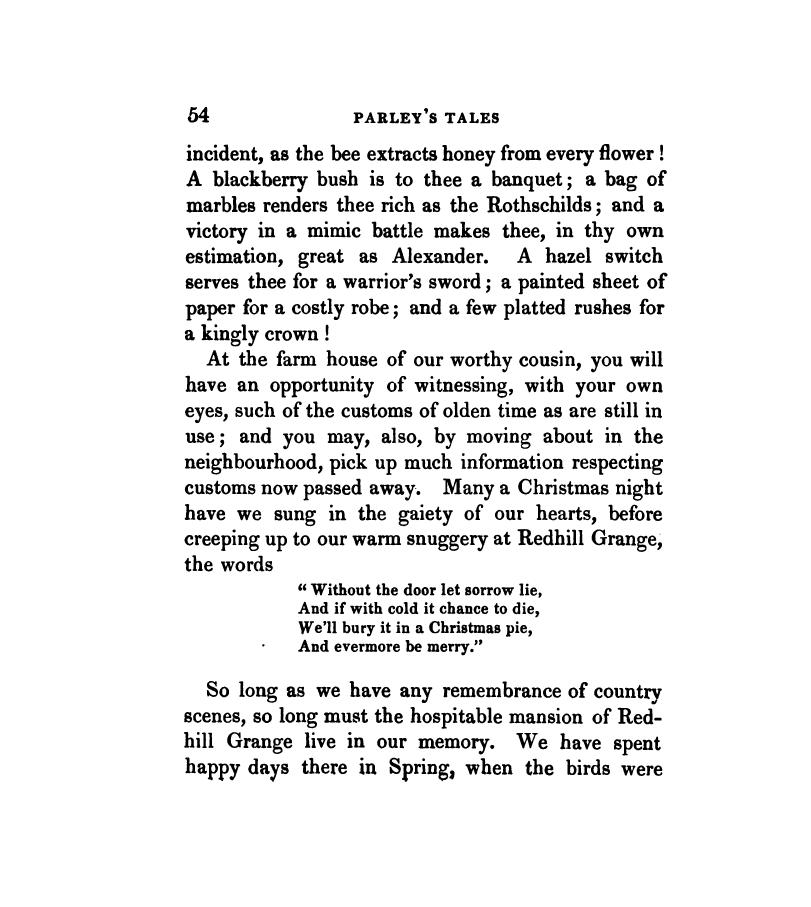 54 PARLEY'S TALES
incident, as the bee extracts honey from every flower !
A blackberry bush is to thee a banquet ; a bag of
marbles renders thee rich as the Rothschilds ; and a
victory in a mimic battle makes thee, in thy own
estimation, great as Alexander. A hazel switch
serves thee for a warrior's sword ; a painted sheet of
paper for a costly robe ; and a few platted rushes for
a kingly crown !
At the farm house of our worthy cousin, you will
have an opportunity of witnessing, with your own
eyes, such of the customs of olden time as are still in
use ; and you may, also, by moving about in the
neighbourhood, pick up much information respecting
customs now passed away. Many a Christmas night
have we sung in the gaiety of our hearts, before
creeping up to our warm snuggery at Redhill Grange,
the words
“ Without the door let sorrow lie,
And if with cold it chance to die,
We'll bury it in a Christmas pie,
And evermore be merry.”
So long as we have any remembrance of country
scenes, so long must the hospitable mansion of Red-
hill Grange live in our memory. We have spent
happy days there in Spring, when the birds were